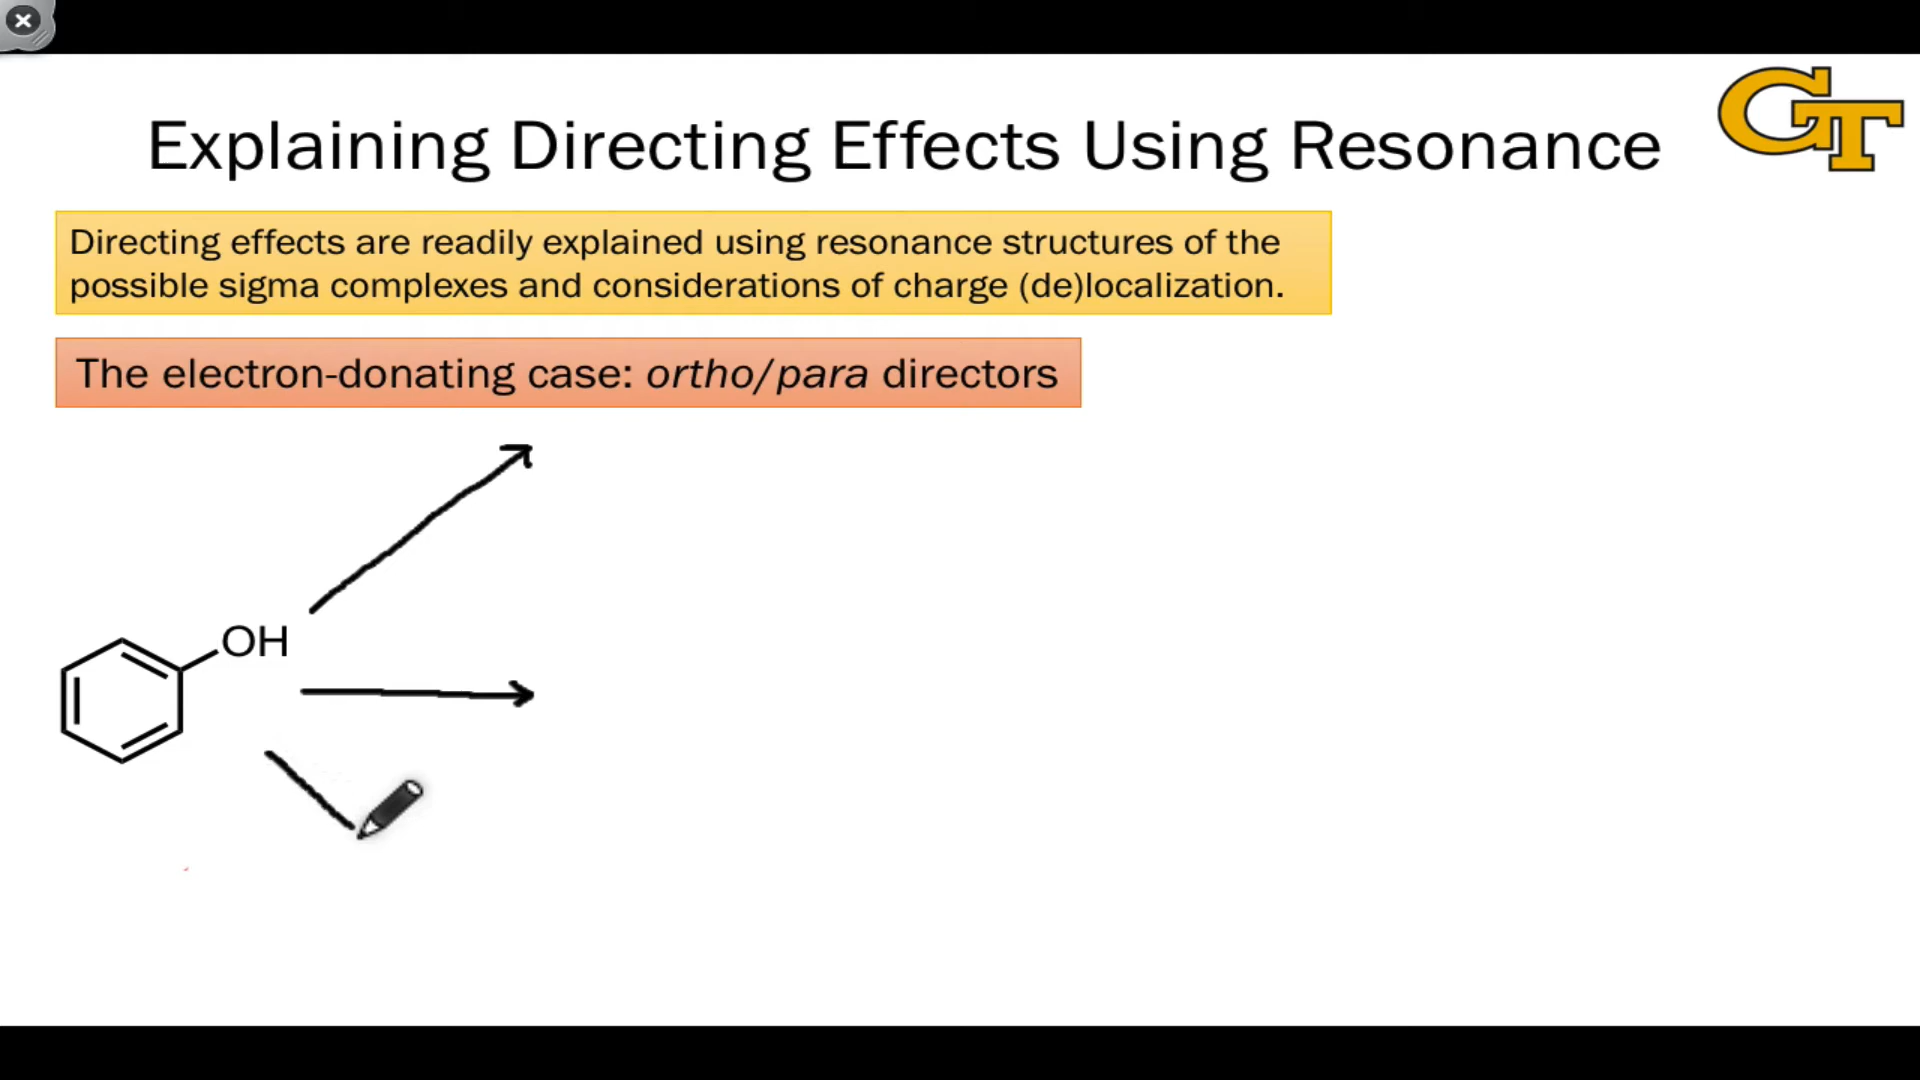 GT
Explaining Directing Effects Using Resonance
Directing effects are readily explained using resonance structures of the
possible sigma complexes and considerations of charge (de)localization.
The electron-donating case: ortho/para directors
OH